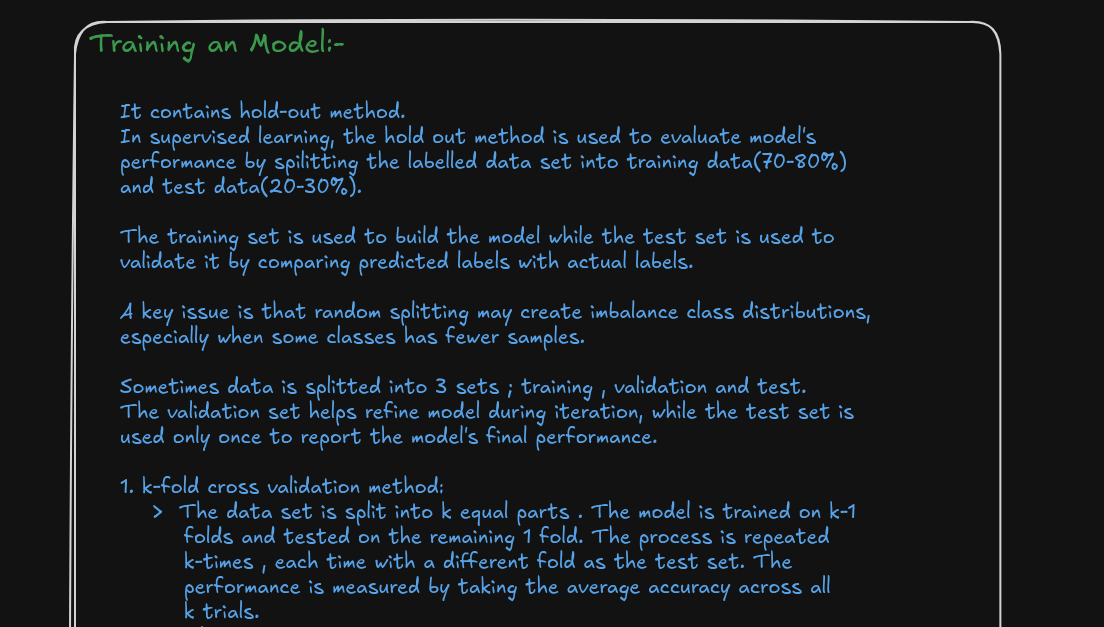 Training an Model:-
It contains hold-out method.
In supervised learning, the hold out method is used to evaluate model's
performance by spilitting the labelled data set into training data(70-80%)
and test data(20-30%).
The training set is used to build the model while the test set is used to
validate it by comparing predicted labels with actual labels.
A key issue is that random splitting may create imbalance class distributions,
especially when some classes has fewer samples.
Sometimes data is splitted into 3 sets ; training , validation and test.
The validation set helps refine model during iteration, while the test set is
used only once to report the model's final performance.
1. k-fold cross validation method:
> The data set is split into k equal parts . The model is trained on k-1
folds and tested on the remaining 1 fold. The process is repeated
k-times , each time with a different fold as the test set. The
performance is measured by taking the average accuracy across all
k trials.